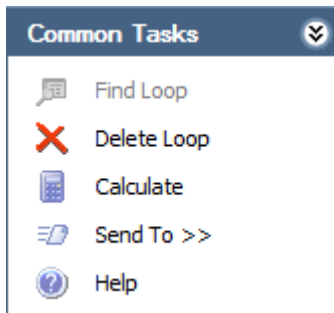 Common Tasks
Find Loop
Delete Loop
Calculate
Send To >>
Help